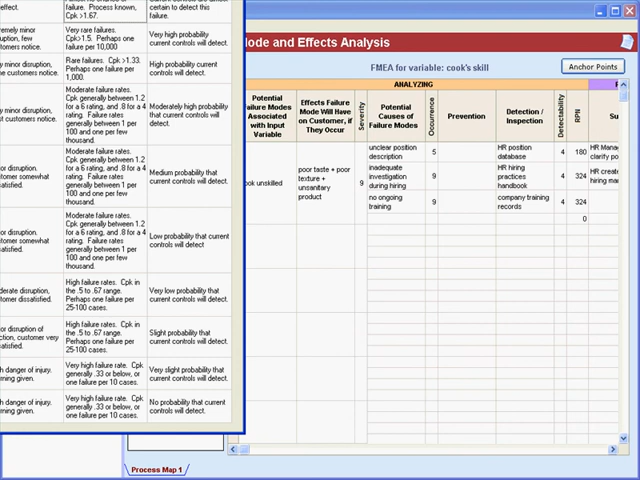 effect.
failure. Process known,
Cpk >1.67.
certain to detect this
failure.
tremely minor
sruption, few
stomers notice.
Very rare failures.
Cpk>1.5. Perhaps one
failure per 10,000
Very high probability
current controls will detect.
y minor disruption,
me customers notice.
Rare failures. Cpk >1.33.
Perhaps one failure per
1,000.
High probability current
controls will detect.
y minor disruption,
st customers notice.
Moderate failure rates.
Cpk generally between 1.2
for a 6 rating, and .8 for a 4
rating. Failure rates
generally between 1 per
100 and one per
thousand.
Moderately high probability
that current controls will
detect.
or disruption.
stomer somewhat
satisfied.
Moderate failure rates.
Cpk generally between 1.2
for a 6 rating, and .8 for a 4
rating. Failure rates
generally between 1 per
100 and one per
thousand.
Medium probability that
current controls will detect.
or disruption.
stomer somewhat
satisfied.
Moderate failure rates.
Cpk generally between 1.2
for a 6 rating, and .8 for a 4
rating. Failure rates
generally between 1 per
100 and one per
thousand.
Low probability that current
controls will detect
derate disruption,
stomer dissatisfied.
High failure rates. Cpk in
the .5 to .67 range.
Perhaps one failure per
25-100 cases.
Very low probability that
current controls will detect.
or disruption of
ction, customer very
satisfied.
High failure rates. Cpk in
the .5 to .67 range.
Perhaps one failure per
25-100 cases.
Slight probability that
current controls will detect.
h danger of injury.
rning given.
Very high failure rate. Cpk
generally .33 or below, or
one failure per 10 cases.
Very slight probability that
current controls will detect.
h danger of injury.
rning given.
Very high failure rate. Cpk
generally .33 or below, or
one failure per 10 cases.
No probability that current
controls will detect.
Mode and Effects Analysis
FMEA for variable: cook's skill
Anchor Points
ANALYZING
Potential
Failure Modes
Associated
with Input
Variable
Effects Failure
Mode Will Have
on Customer, if
They Occur
Severity
Potential
Causes of
Failure Modes
Occurrence
Prevention
Detection /
Inspection
Detectability
RPN
Su
cook unskilled
poor taste + poor
texture +
unsanitary
product
9
unclear position
description
5
HR position
database
4
180
HR Mana
clarify po
inadequate
investigation
during hiring
9
HR hiring
practices
handbook
4
324
HR create
hiring ma
no ongoing
training
9
company training
records
4
324
0
Process Map 1